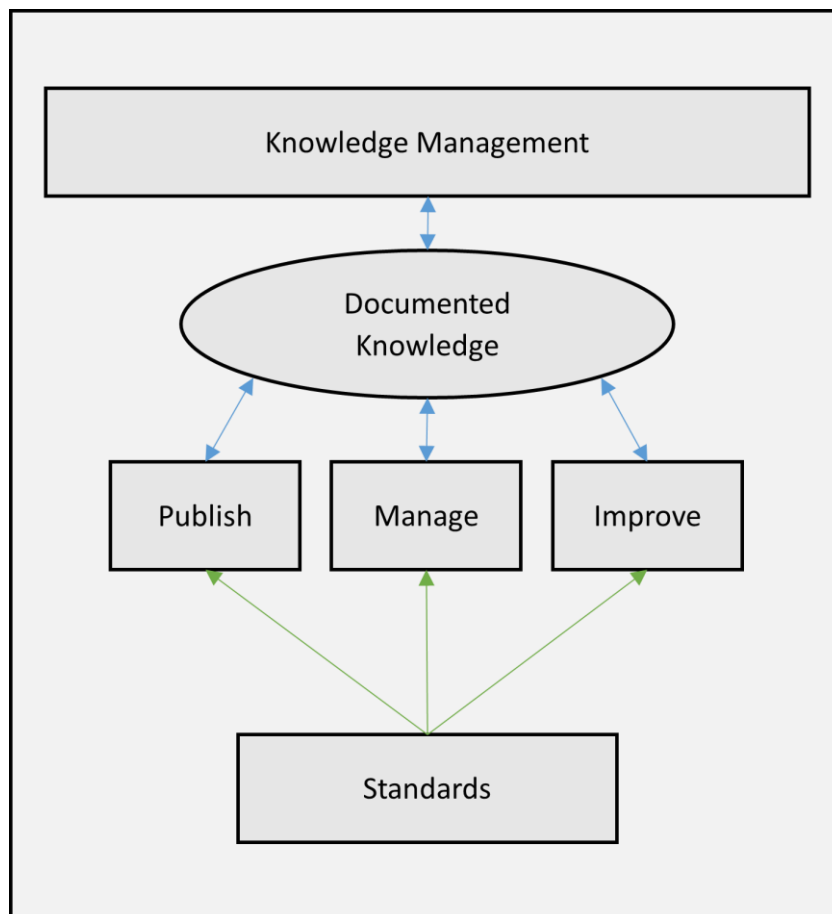 Knowledge Management
Documented
Knowledge
Publish
Manage
Improve
Standards